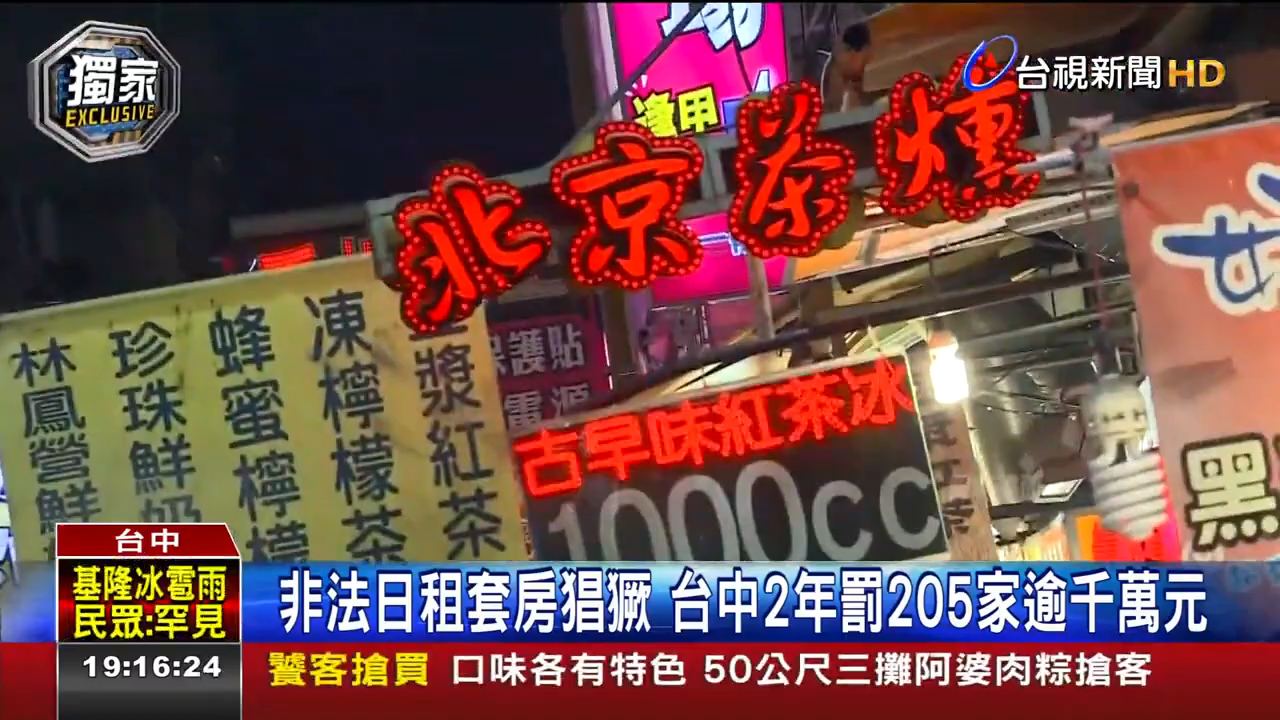 獨家
EXCLUSIVE
台視新聞HD
逢甲
北京茶燻
林鳳營鮮
珍珠鮮奶
蜂蜜檸檬
凍檸檬茶
漿紅茶
保護貼
電源
古早味紅茶冰
1000cc
黑
台中
基隆冰雹雨
民眾:罕見
19:16:24
非法日租套房猖獗 台中2年罰205家逾千萬元
饕客搶買 口味各有特色 50公尺三攤阿婆肉粽搶客